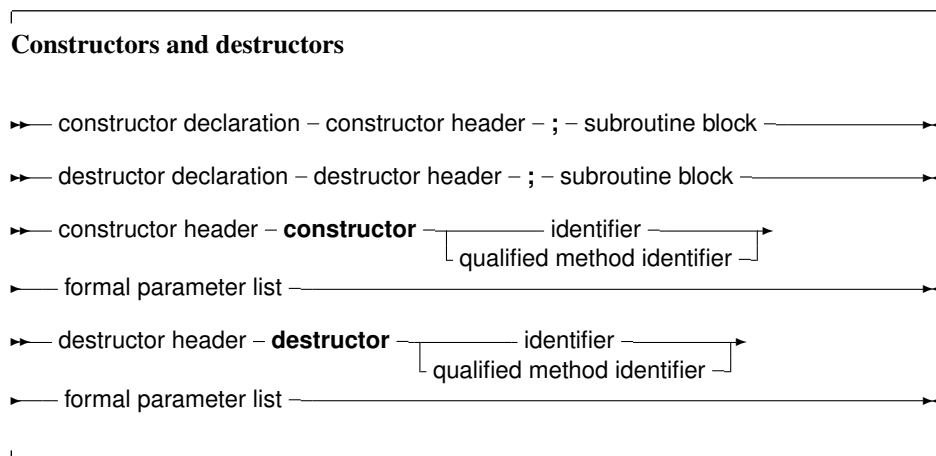 Constructors and destructors
constructor declaration – constructor header – ; – subroutine block
destructor declaration – destructor header – ; – subroutine block
constructor header – constructor identifier
qualified method identifier
formal parameter list
destructor header – destructor identifier
qualified method identifier
formal parameter list